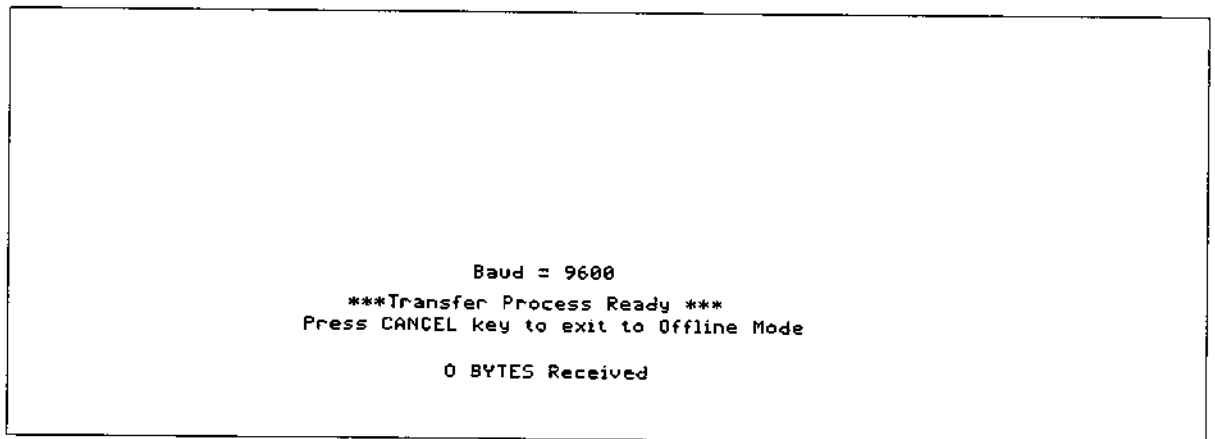 Baud = 9600
***Transfer Process Ready ***
Press CANCEL key to exit to Offline Mode
0 BYTES Received